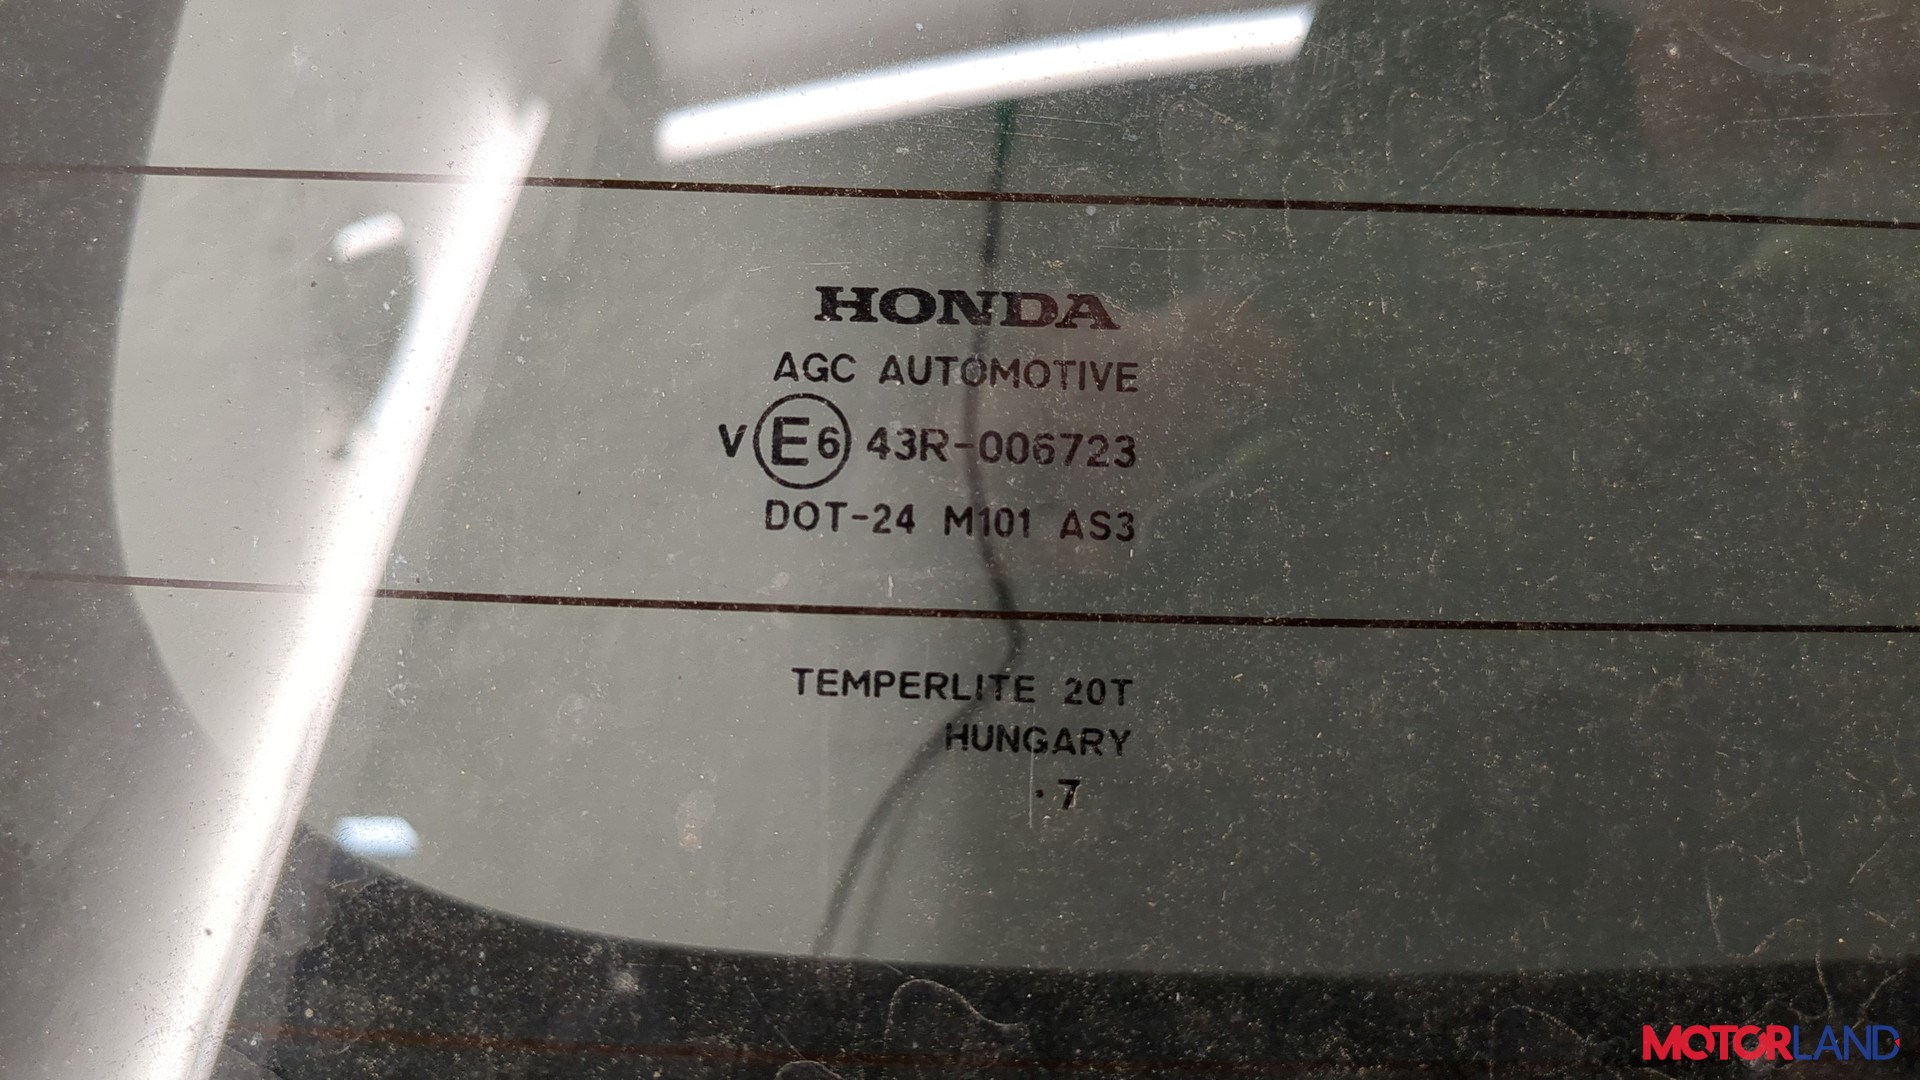 HONDA
AGC AUTOMOTIVE
V E6 43R-006723
DOT-24 M101 AS3
TEMPERLITE 20T
HUNGARY
.7
MOTORLAND